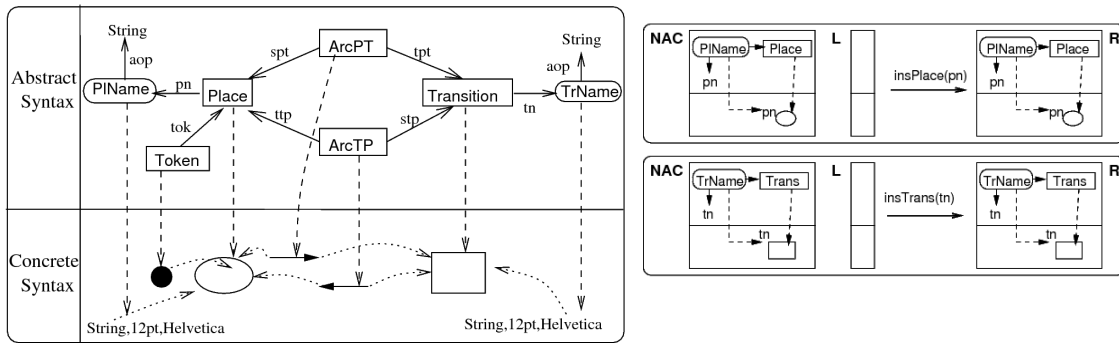 Abstract
Syntax
String
aop
PlName
pn
Place
spt
ArcPT
tpt
Transition
tn
TrName
aop
String
tok
ttp
stp
Token
ArcTP
Concrete
Syntax
String,12pt,Helvetica
String,12pt,Helvetica
NAC
PlName
Place
pn
pn
L
insPlace(pn)
R
PlName
Place
pn
pn
NAC
TrName
Trans
tn
tn
L
insTrans(tn)
R
TrName
Trans
tn
tn